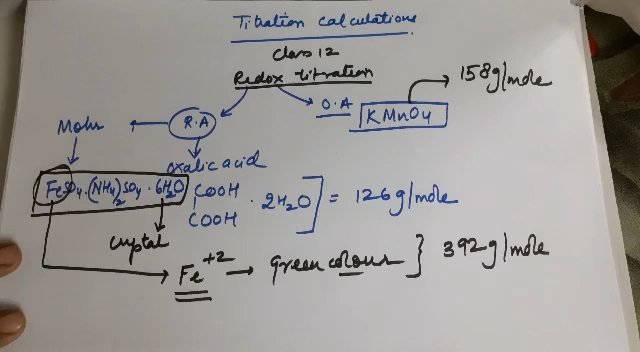 Titration calculations
Class 12
Redox titration
158g/mole
O.A KMnO4
Mohr R.A
oxalic acid
FeSO4.(NH4)2SO4.6H2O
COOH
COOH
. 2H2O] = 126g/mole
crystal
Fe+2 → green colour } 392g/mole